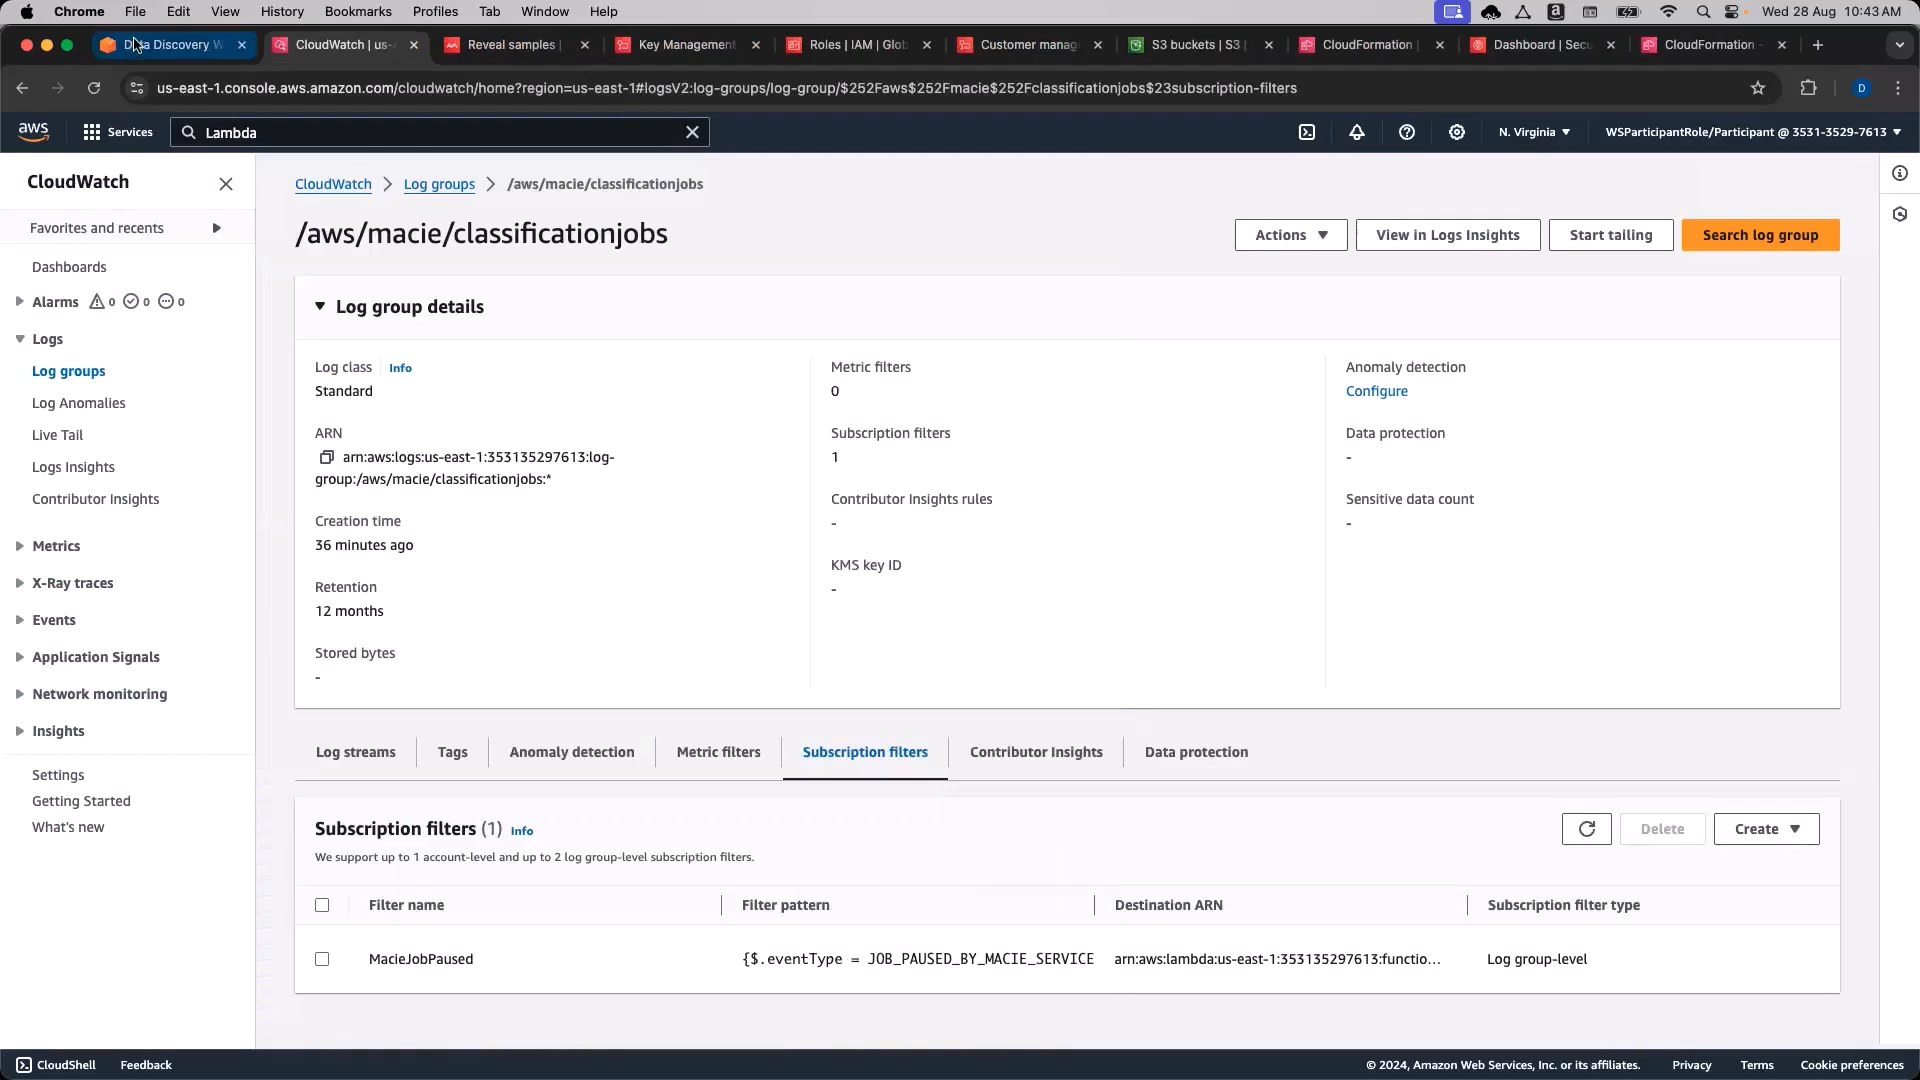 Chrome File Edit View History Bookmarks Profiles Tab Window Help Wed 28 Aug 10:43 AM
Data Discovery W CloudWatch | us- Reveal samples | Key Management Roles | IAM | Glob Customer manag S3 buckets | S3 | CloudFormation | Dashboard | Secu CloudFormation -
us-east-1.console.aws.amazon.com/cloudwatch/home?region=us-east-1#logsV2:log-groups/log-group/$252Faws$252Fmacie$252Fclassificationjobs$23subscription-filters D
aws Services Lambda N. Virginia WSParticipantRole/Participant @ 3531-3529-7613
CloudWatch
Favorites and recents
Dashboards
Alarms 0 0 0
Logs
Log groups
Log Anomalies
Live Tail
Logs Insights
Contributor Insights
Metrics
X-Ray traces
Events
Application Signals
Network monitoring
Insights
Settings
Getting Started
What's new
CloudWatch Log groups /aws/macie/classificationjobs
/aws/macie/classificationjobs
Actions View in Logs Insights Start tailing Search log group
Log group details
Log class Info
Standard
ARN
arn:aws:logs:us-east-1:353135297613:log-
group:/aws/macie/classificationjobs:*
Creation time
36 minutes ago
Retention
12 months
Stored bytes
-
Metric filters
0
Subscription filters
1
Contributor Insights rules
-
KMS key ID
-
Anomaly detection
Configure
Data protection
-
Sensitive data count
-
Log streams Tags Anomaly detection Metric filters Subscription filters Contributor Insights Data protection
Subscription filters (1) Info
We support up to 1 account-level and up to 2 log group-level subscription filters.
Delete Create
Filter name Filter pattern Destination ARN Subscription filter type
MacieJobPaused {$.eventType = JOB_PAUSED_BY_MACIE_SERVICE arn:aws:lambda:us-east-1:353135297613:functio... Log group-level
CloudShell Feedback © 2024, Amazon Web Services, Inc. or its affiliates. Privacy Terms Cookie preferences